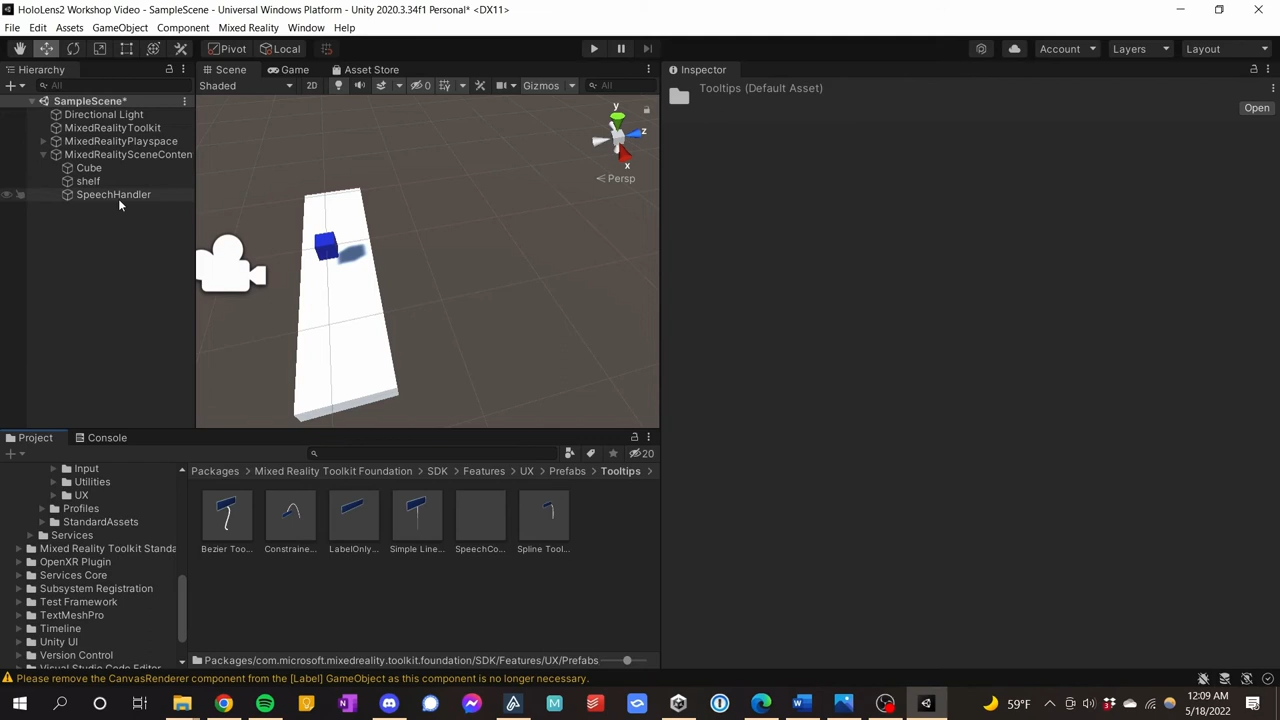 HoloLens2 Workshop Video - SampleScene - Universal Windows Platform - Unity 2020.3.34f1 Personal* <DX11>
File Edit Assets GameObject Component Mixed Reality Window Help
Pivot Local Account Layers Layout
Hierarchy Scene Game Asset Store Inspector
All Shaded 2D 0 Gizmos All Tooltips (Default Asset)
SampleScene*
Open
Directional Light
MixedRealityToolkit
MixedRealityPlayspace
MixedRealitySceneConten
Cube
shelf
SpeechHandler
y
z
x
Persp
Project Console
20
Input Packages Mixed Reality Toolkit Foundation SDK Features UX Prefabs Tooltips
Utilities
UX
Profiles
StandardAssets
Services
Mixed Reality Toolkit Standa Bezier Too... Constraine... LabelOnly... Simple Line... SpeechCo... Spline Tool...
OpenXR Plugin
Services Core
Subsystem Registration
Test Framework
TextMeshPro
Timeline
Unity UI
Version Control
Visual Studio Code Editor
Packages/com.microsoft.mixedreality.toolkit.foundation/SDK/Features/UX/Prefabs
Please remove the CanvasRenderer component from the [Label] GameObject as this component is no longer necessary.
59°F
12:09 AM
5/18/2022